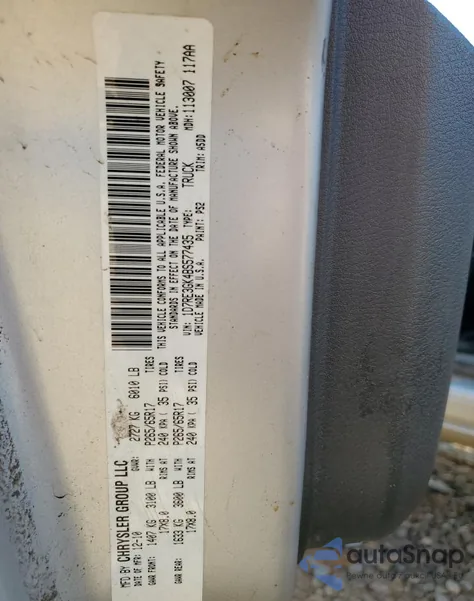 MFD BY CHRYSLER GROUP LLC
DATE OF MFR: 12-10 GVWR: 2727 KG 6010 LB
GAWR FRONT: 1407 KG 3100 LB WITH P265/65R17 TIRES
17X8.0 RIMS AT 240 KPA ( 35 PSI) COLD
GAWR REAR: 1633 KG 3600 LB WITH P265/65R17 TIRES
17X8.0 RIMS AT 240 KPA ( 35 PSI) COLD
THIS VEHICLE CONFORMS TO ALL APPLICABLE U.S.A. FEDERAL MOTOR VEHICLE SAFETY
STANDARDS IN EFFECT ON THE DATE OF MANUFACTURE SHOWN ABOVE.
VIN: 1D7RE3GK4BS577435 TYPE: TRUCK MDH: 113007 117AA
VEHICLE MADE IN U.S.A. PAINT: PS2 TRIM: A5DD
autoSnap